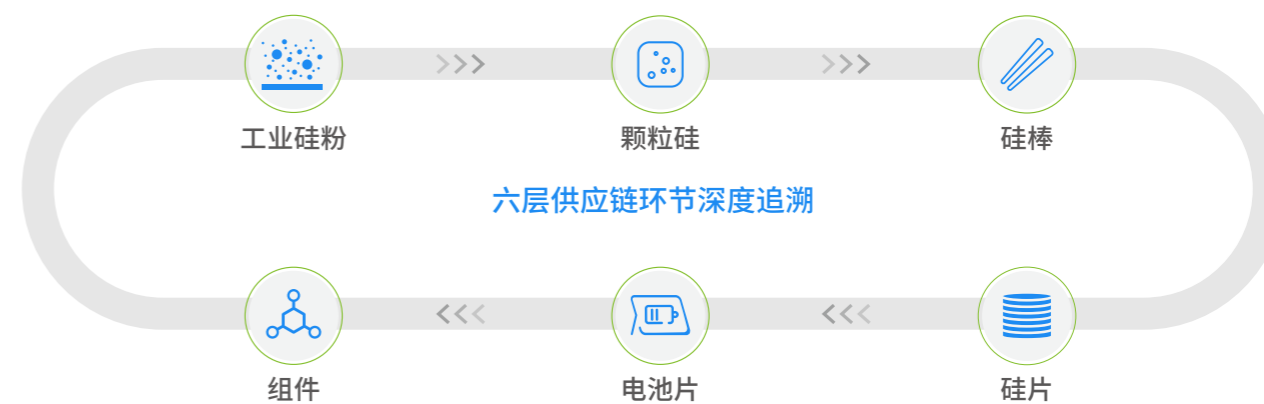 工业硅粉
颗粒硅
硅棒
六层供应链环节深度追溯
组件
电池片
硅片